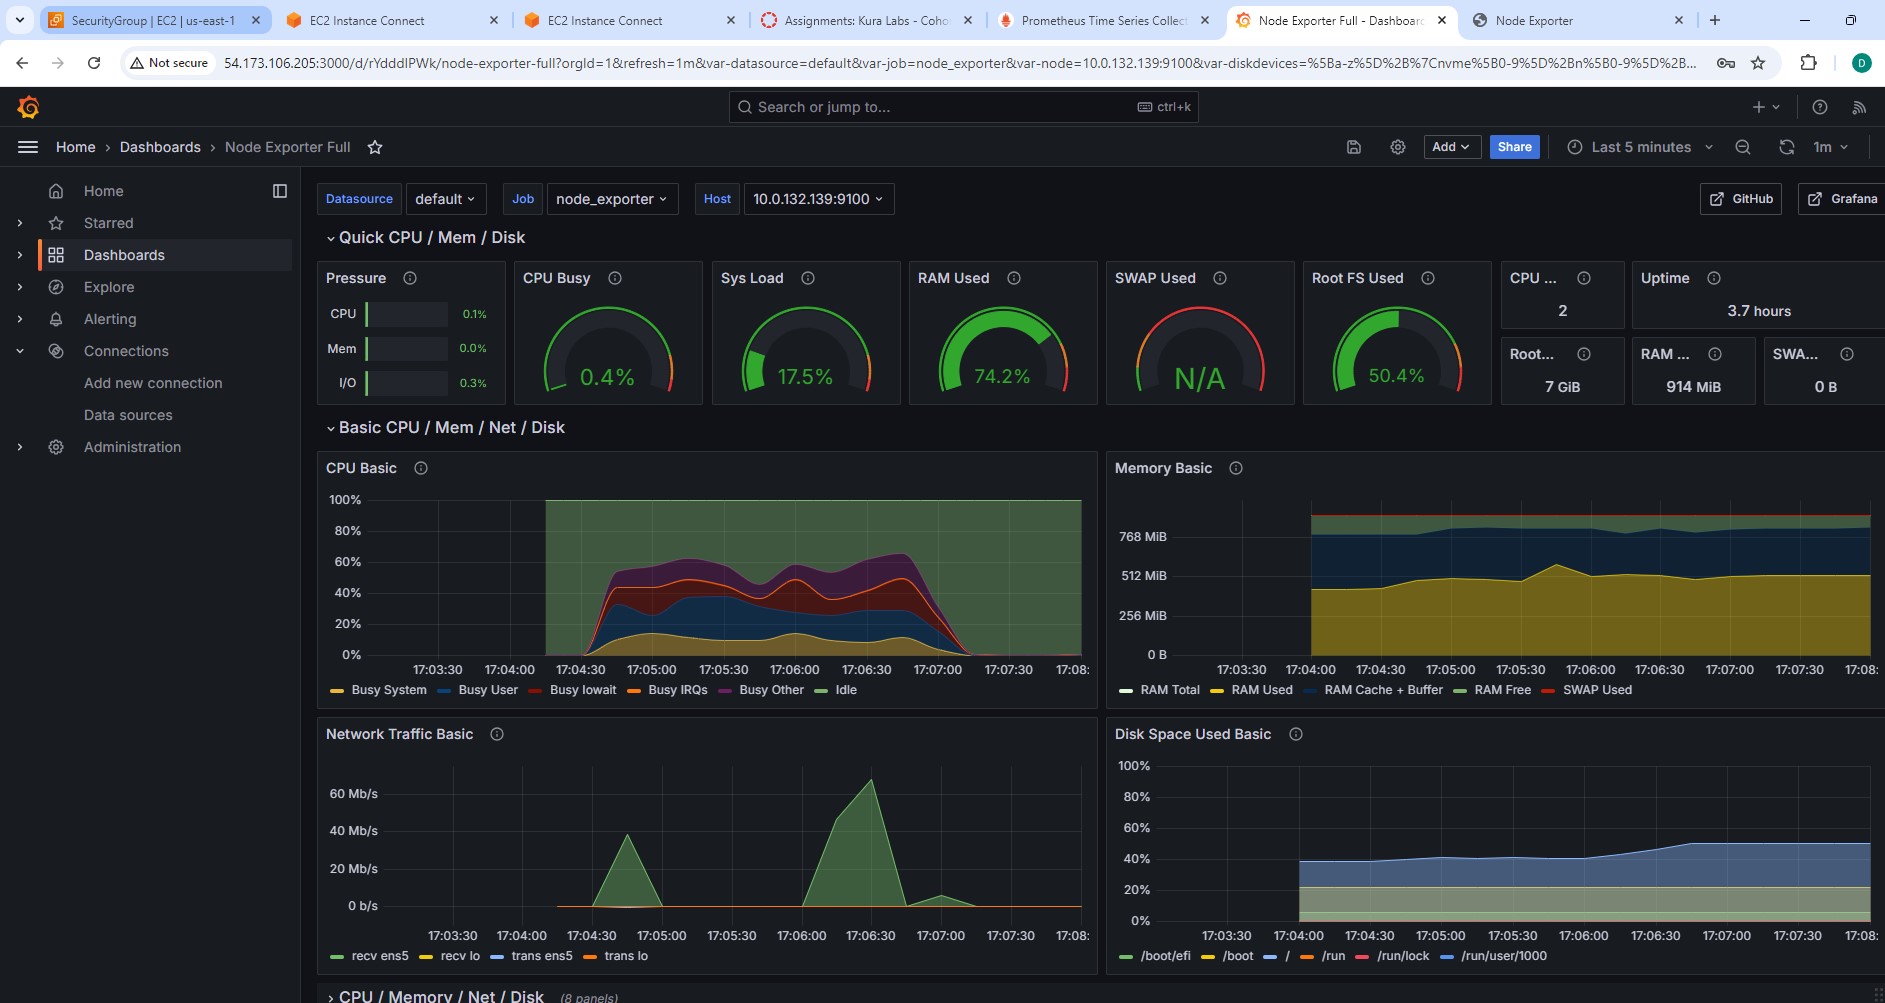 SecurityGroup | EC2 | us-east-1
EC2 Instance Connect
EC2 Instance Connect
Assignments: Kura Labs - Coho
Prometheus Time Series Collect
Node Exporter Full - Dashboard
Node Exporter
Not secure
54.173.106.205:3000/d/rYdddlPWk/node-exporter-full?orgId=1&refresh=1m&var-datasource=default&var-job=node_exporter&var-node=10.0.132.139:9100&var-diskdevices=%5Ba-z%5D%2B%7Cnvme%5B0-9%5D%2Bn%5B0-9%5D%2B...
D
Search or jump to...
ctrl+k
Home › Dashboards › Node Exporter Full
Add
Share
Last 5 minutes
1m
Home
Starred
Dashboards
Explore
Alerting
Connections
Add new connection
Data sources
Administration
Datasource default
Job node_exporter
Host 10.0.132.139:9100
GitHub
Grafana
Quick CPU / Mem / Disk
Pressure
CPU 0.1%
Mem 0.0%
I/O 0.3%
CPU Busy
0.4%
Sys Load
17.5%
RAM Used
74.2%
SWAP Used
N/A
Root FS Used
50.4%
CPU ...
2
Uptime
3.7 hours
Root...
7 GiB
RAM ...
914 MiB
SWA...
0 B
Basic CPU / Mem / Net / Disk
CPU Basic
100%
80%
60%
40%
20%
0%
17:03:30 17:04:00 17:04:30 17:05:00 17:05:30 17:06:00 17:06:30 17:07:00 17:07:30 17:08:
Busy System Busy User Busy Iowait Busy IRQs Busy Other Idle
Memory Basic
768 MiB
512 MiB
256 MiB
0 B
17:03:30 17:04:00 17:04:30 17:05:00 17:05:30 17:06:00 17:06:30 17:07:00 17:07:30 17:08:
RAM Total RAM Used RAM Cache + Buffer RAM Free SWAP Used
Network Traffic Basic
60 Mb/s
40 Mb/s
20 Mb/s
0 b/s
17:03:30 17:04:00 17:04:30 17:05:00 17:05:30 17:06:00 17:06:30 17:07:00 17:07:30 17:08:
recv ens5 recv lo trans ens5 trans lo
Disk Space Used Basic
100%
80%
60%
40%
20%
0%
17:03:30 17:04:00 17:04:30 17:05:00 17:05:30 17:06:00 17:06:30 17:07:00 17:07:30 17:08:
/boot/efi /boot / /run /run/lock /run/user/1000
CPU / Memory / Net / Disk (8 panels)